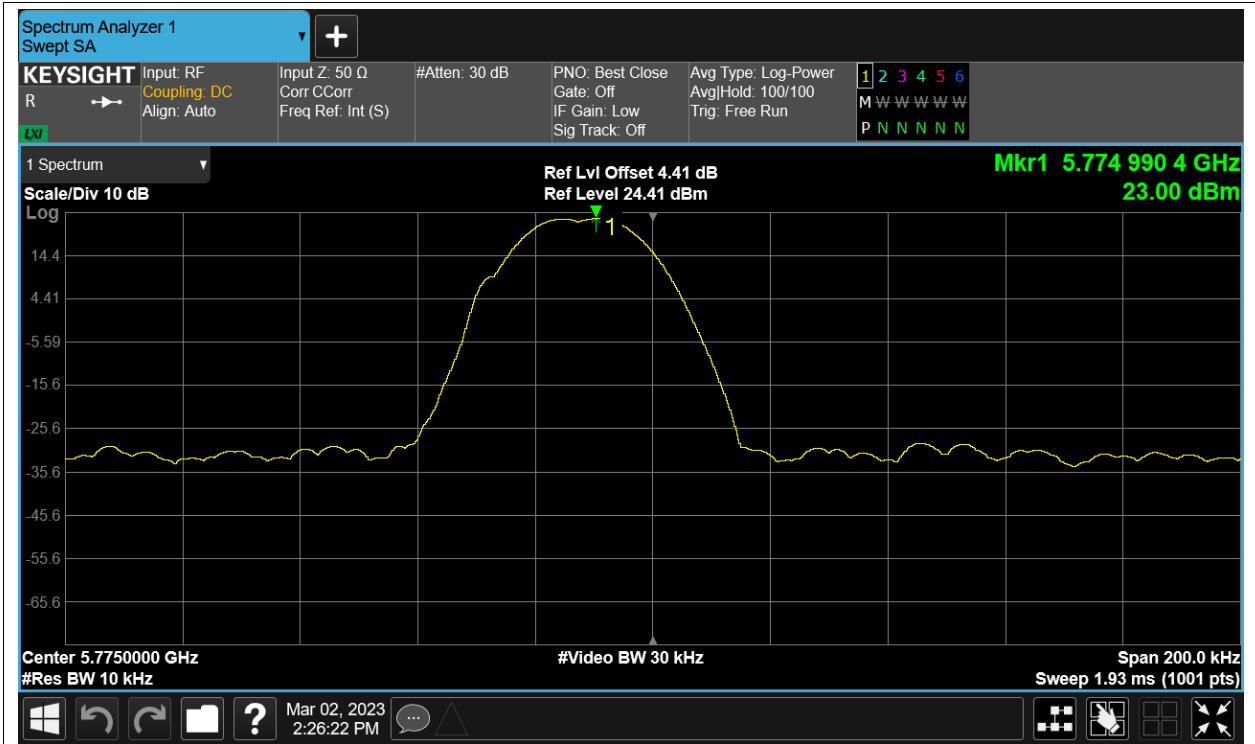 Spectrum Analyzer 1
Swept SA
KEYSIGHT
R
LXI
Input: RF
Coupling: DC
Align: Auto
Input Z: 50 Ω
Corr CCorr
Freq Ref: Int (S)
#Atten: 30 dB
PNO: Best Close
Gate: Off
IF Gain: Low
Sig Track: Off
Avg Type: Log-Power
Avg|Hold: 100/100
Trig: Free Run
1 2 3 4 5 6
M W W W W W
P N N N N N
1 Spectrum
Scale/Div 10 dB
Log
Ref Lvl Offset 4.41 dB
Ref Level 24.41 dBm
Mkr1 5.774 990 4 GHz
23.00 dBm
1
14.4
4.41
-5.59
-15.6
-25.6
-35.6
-45.6
-55.6
-65.6
Center 5.7750000 GHz
#Res BW 10 kHz
#Video BW 30 kHz
Span 200.0 kHz
Sweep 1.93 ms (1001 pts)
?
Mar 02, 2023
2:26:22 PM